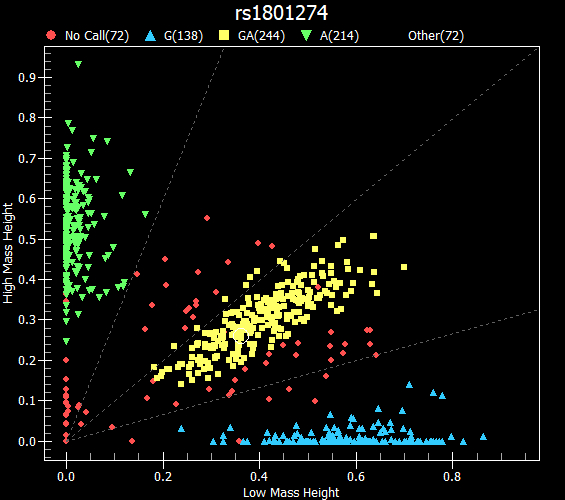 rs1801274
No Call(72) G(138) GA(244) A(214) Other(72)
High Mass Height
0.9
0.8
0.7
0.6
0.5
0.4
0.3
0.2
0.1
0.0
0.0 0.2 0.4 0.6 0.8
Low Mass Height